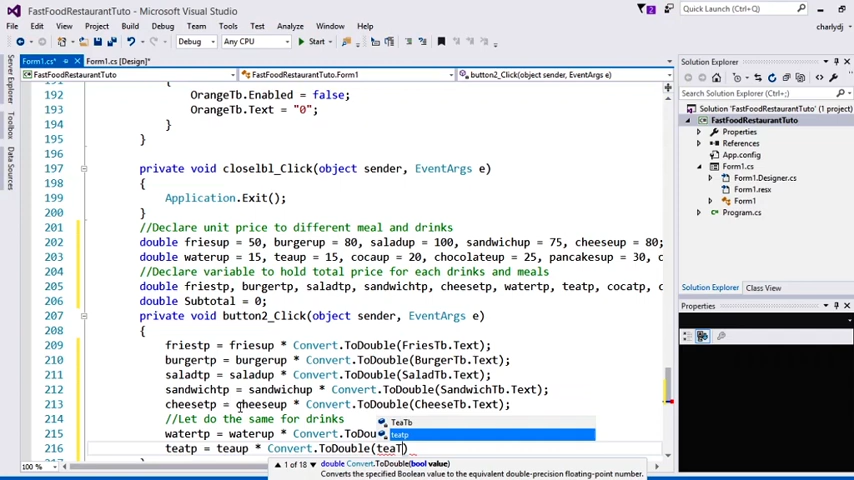 FastFoodRestaurantTuto - Microsoft Visual Studio
7
Quick Launch (Ctrl+Q)
File Edit View Project Build Debug Team Tools Test Analyze Window Help
charlydj
Debug Any CPU Start
Form1.cs* Form1.cs [Design]*
Solution Explorer
FastFoodRestaurantTuto FastFoodRestaurantTuto.Form1 button2_Click(object sender, EventArgs e)
Server Explorer
Toolbox
Data Sources
191 {
192 OrangeTb.Enabled = false;
193 OrangeTb.Text = "0";
194 }
195 }
196
197 private void closelbl_Click(object sender, EventArgs e)
198 {
199 Application.Exit();
200 }
201 //Declare unit price to different meal and drinks
202 double friesup = 50, burgerup = 80, saladup = 100, sandwichup = 75, cheeseup = 80;
203 double waterup = 15, teaup = 15, cocaup = 20, chocolateup = 25, pancakesup = 30, c
204 //Declare variable to hold total price for each drinks and meals
205 double friestp, burgertp, saladtp, sandwichtp, cheesetp, watertp, teatp, cocatp, c
206 double Subtotal = 0;
207 private void button2_Click(object sender, EventArgs e)
208 {
209 friestp = friesup * Convert.ToDouble(FriesTb.Text);
210 burgertp = burgerup * Convert.ToDouble(BurgerTb.Text);
211 saladtp = saladup * Convert.ToDouble(SaladTb.Text);
212 sandwichtp = sandwichup * Convert.ToDouble(SandwichTb.Text);
213 cheesetp = cheeseup * Convert.ToDouble(CheeseTb.Text);
214 //Let do the same for drinks
215 watertp = waterup * Convert.ToDou
216 teatp = teaup * Convert.ToDouble(teaT)
217
TeaTb
teatp
1 of 18 double Convert.ToDouble(bool value)
Converts the specified Boolean value to the equivalent double-precision floating-point number.
100 %
Search Solution Explorer (Ctrl+;)
Solution 'FastFoodRestaurantTuto' (1 project)
FastFoodRestaurantTuto
Properties
References
App.config
Form1.cs
Form1.Designer.cs
Form1.resx
Form1
Program.cs
Solution Explorer Class View
Properties